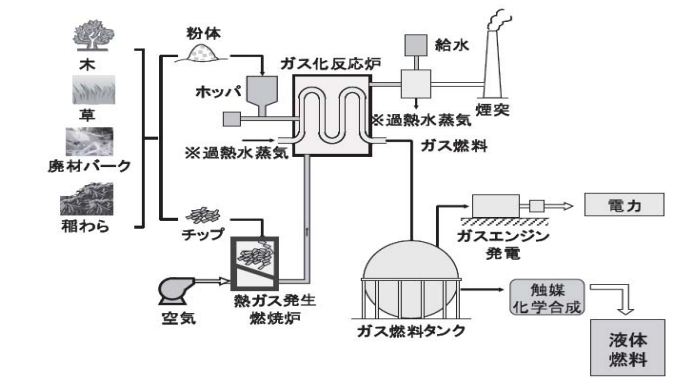 木
草
廃材バーク
稲わら
粉体
チップ
ホッパ
ガス化反応炉
給水
煙突
※過熱水蒸気
※過熱水蒸気
ガス燃料
空気
熱ガス発生
燃焼炉
ガス燃料タンク
ガスエンジン
発電
電力
触媒
化学合成
液体
燃料